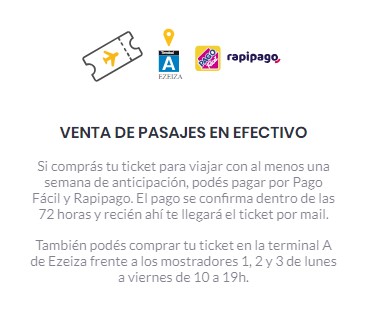 Terminal
A
EZEIZA
PAGO
fácil
rapipago
VENTA DE PASAJES EN EFECTIVO
Si comprás tu ticket para viajar con al menos una
semana de anticipación, podés pagar por Pago
Fácil y Rapipago. El pago se confirma dentro de las
72 horas y recién ahí te llegará el ticket por mail.
También podés comprar tu ticket en la terminal A
de Ezeiza frente a los mostradores 1, 2 y 3 de lunes
a viernes de 10 a 19h.